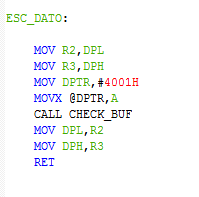 ESC_DATO:
MOV R2,DPL
MOV R3,DPH
MOV DPTR,#4001H
MOVX @DPTR,A
CALL CHECK_BUF
MOV DPL,R2
MOV DPH,R3
RET